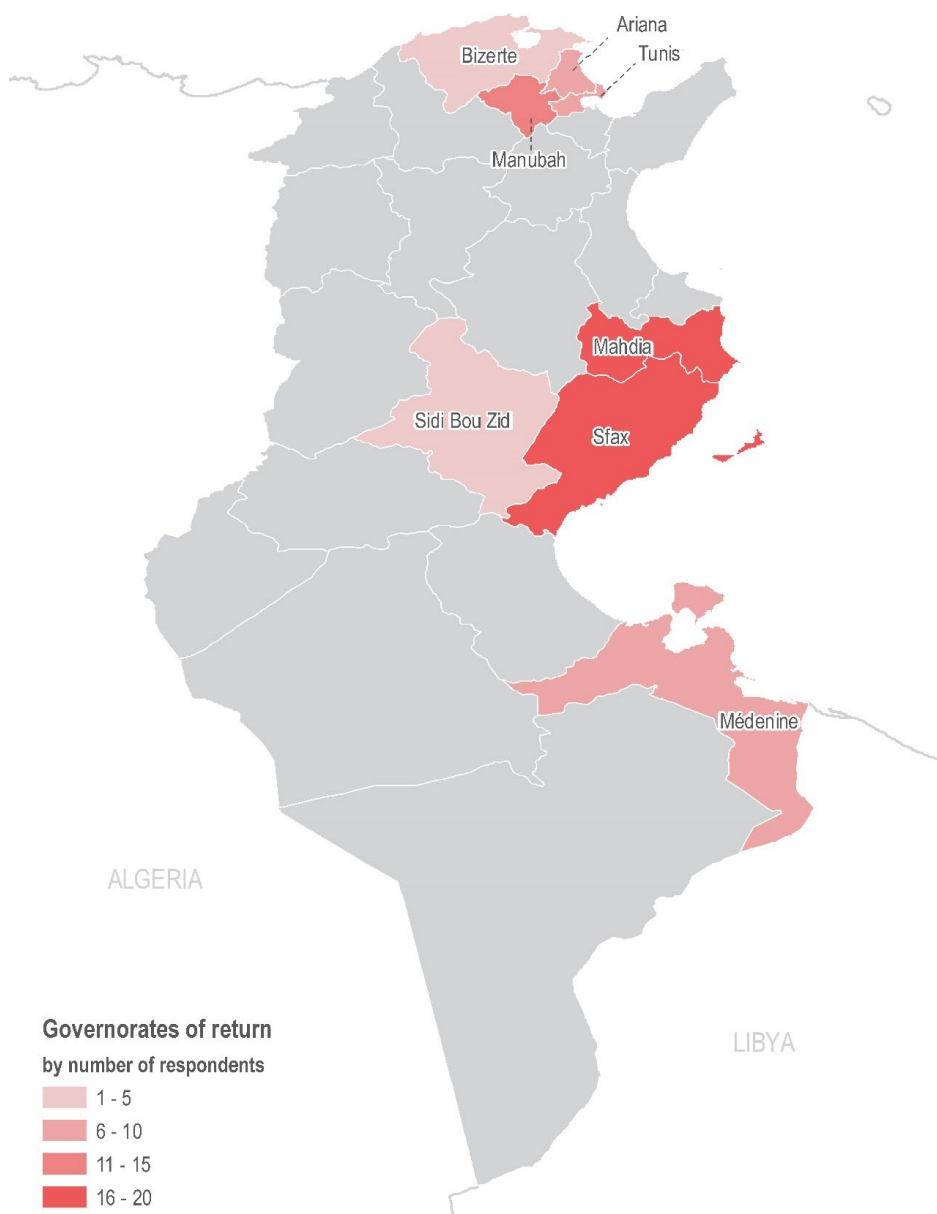 Ariana
Tunis
Bizerte
Manubah
Mahdia
Sidi Bou Zid
Sfax
Médenine
ALGERIA
LIBYA
Governorates of return
by number of respondents
1 - 5
6 - 10
11 - 15
16 - 20